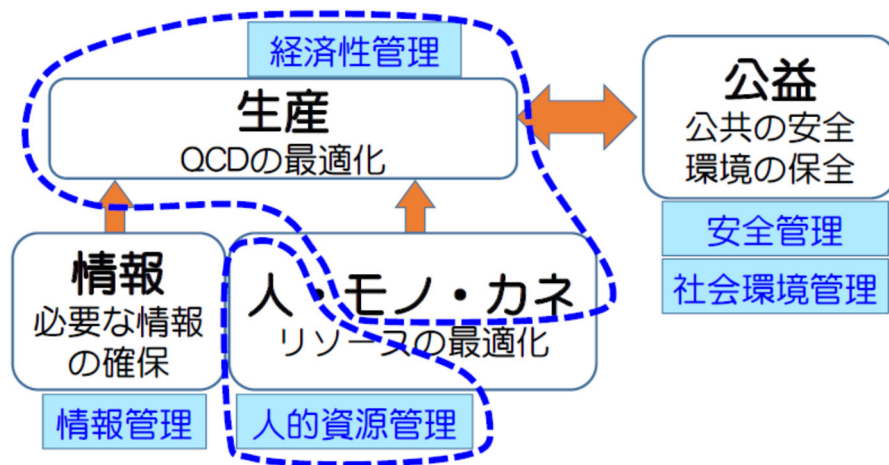 経済性管理
生産
QCDの最適化
公益
公共の安全
環境の保全
安全管理
社会環境管理
情報
必要な情報
の確保
情報管理
人・モノ・カネ
リソースの最適化
人的資源管理